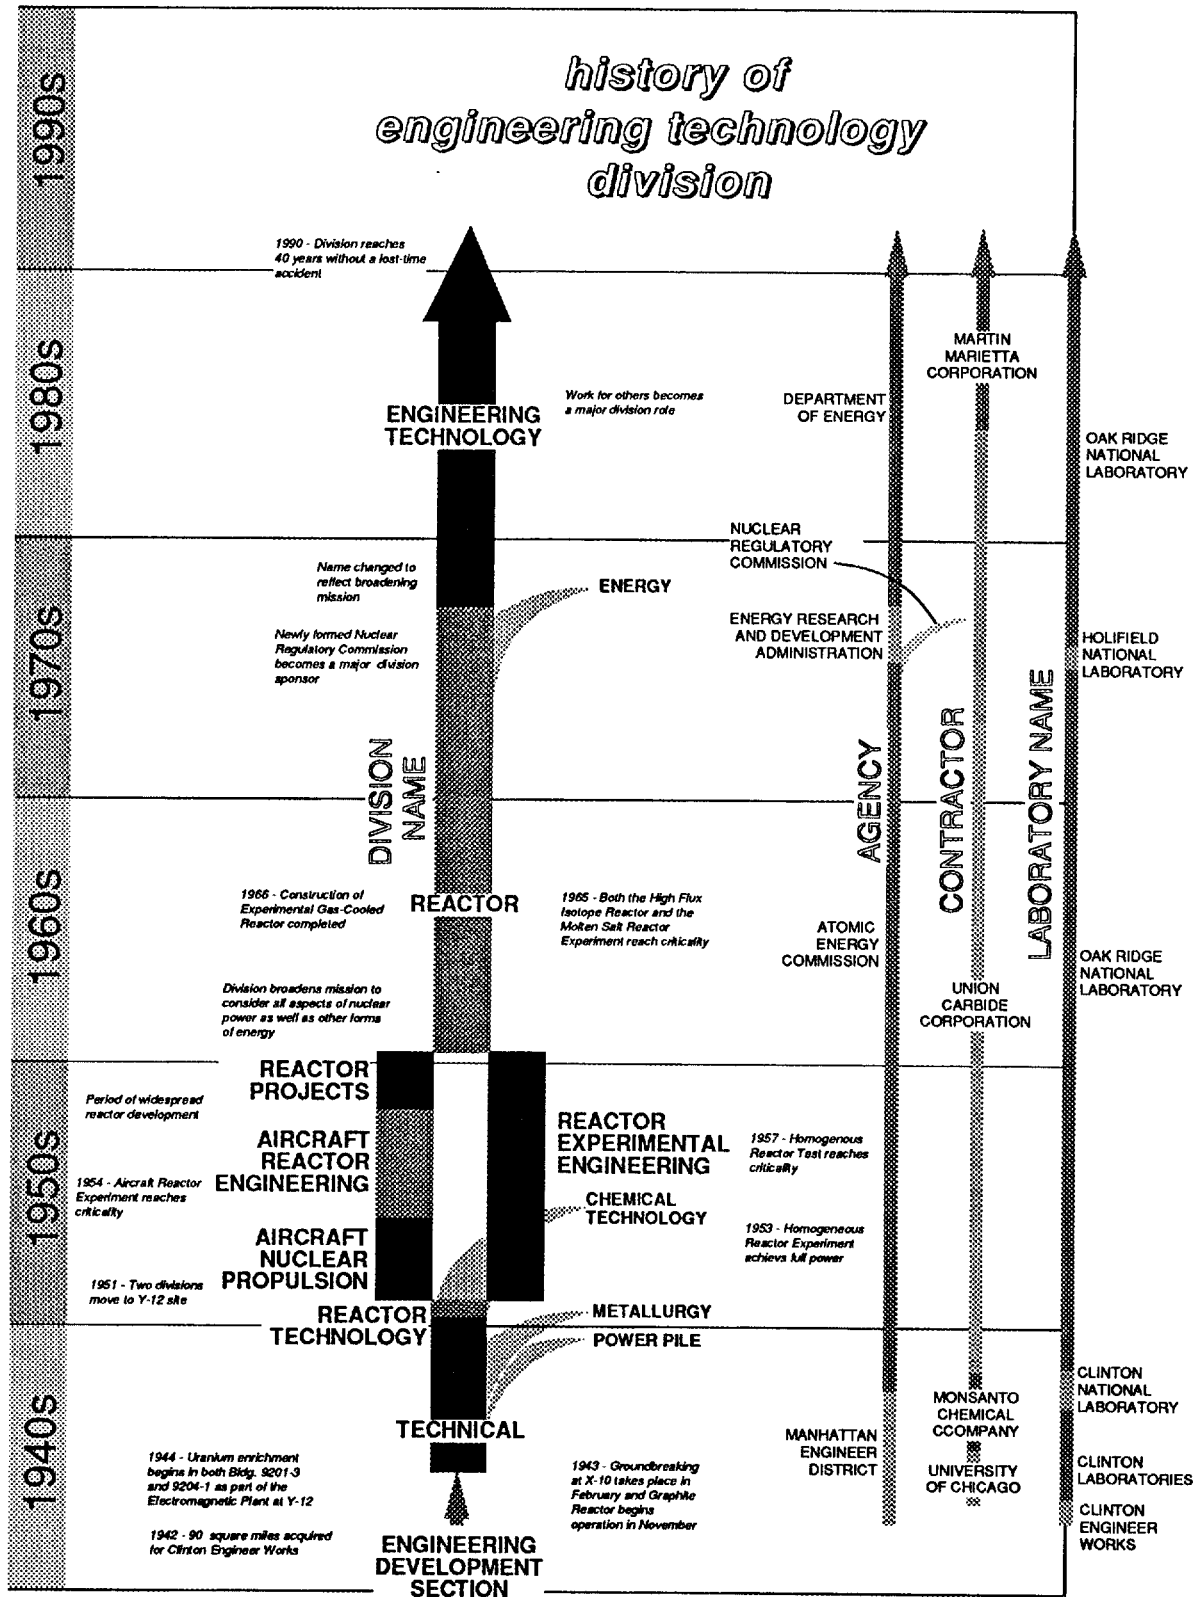 history of
engineering technology
division
1990s
1990 - Division reaches
40 years without a lost-time
accident
1980s
MARTIN
MARIETTA
CORPORATION
DEPARTMENT
OF ENERGY
Work for others becomes
a major division role
ENGINEERING
TECHNOLOGY
OAK RIDGE
NATIONAL
LABORATORY
1970s
NUCLEAR
REGULATORY
COMMISSION
Name changed to
reflect broadening
mission
ENERGY
ENERGY RESEARCH
AND DEVELOPMENT
ADMINISTRATION
Newly formed Nuclear
Regulatory Commission
becomes a major division
sponsor
HOLIFIELD
NATIONAL
LABORATORY
DIVISION
NAME
AGENCY
CONTRACTOR
LABORATORY NAME
1960s
1966 - Construction of
Experimental Gas-Cooled
Reactor completed
REACTOR
1965 - Both the High Flux
Isotope Reactor and the
Molten Salt Reactor
Experiment reach criticality
ATOMIC
ENERGY
COMMISSION
OAK RIDGE
NATIONAL
LABORATORY
Division broadens mission to
consider all aspects of nuclear
power as well as other forms
of energy
UNION
CARBIDE
CORPORATION
1950s
REACTOR
PROJECTS
Period of widespread
reactor development
REACTOR
EXPERIMENTAL
ENGINEERING
AIRCRAFT
REACTOR
ENGINEERING
1957 - Homogenous
Reactor Test reaches
criticality
1954 - Aircraft Reactor
Experiment reaches
criticality
CHEMICAL
TECHNOLOGY
AIRCRAFT
NUCLEAR
PROPULSION
1953 - Homogeneous
Reactor Experiment
achievs full power
1951 - Two divisions
move to Y-12 site
REACTOR
TECHNOLOGY
METALLURGY
POWER PILE
1940s
CLINTON
NATIONAL
LABORATORY
MONSANTO
CHEMICAL
CCOMPANY
TECHNICAL
MANHATTAN
ENGINEER
DISTRICT
1944 - Uranium enrichment
begins in both Bldg. 9201-3
and 9204-1 as part of the
Electromagnetic Plant at Y-12
1943 - Groundbreaking
at X-10 takes place in
February and Graphite
Reactor begins
operation in November
UNIVERSITY
OF CHICAGO
CLINTON
LABORATORIES
CLINTON
ENGINEER
WORKS
1942 - 90 square miles acquired
for Clinton Engineer Works
ENGINEERING
DEVELOPMENT
SECTION